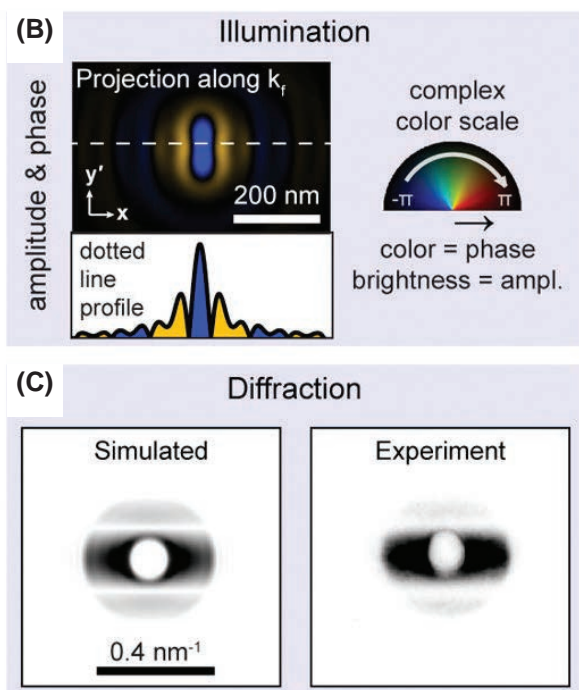 (B)
Illumination
amplitude & phase
Projection along kf
y′
x
200 nm
dotted
line
profile
complex
color scale
-π
π
color = phase
brightness = ampl.
(C)
Diffraction
Simulated
Experiment
0.4 nm⁻¹